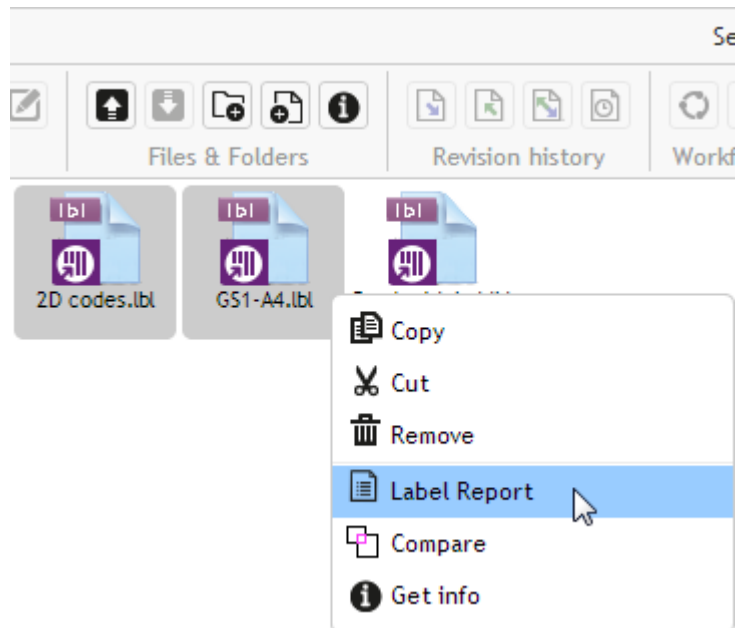 Se
Files & Folders
Revision history
Workf
lbl
lbl
lbl
2D codes.lbl
GS1-A4.lbl
Copy
Cut
Remove
Label Report
Compare
Get info